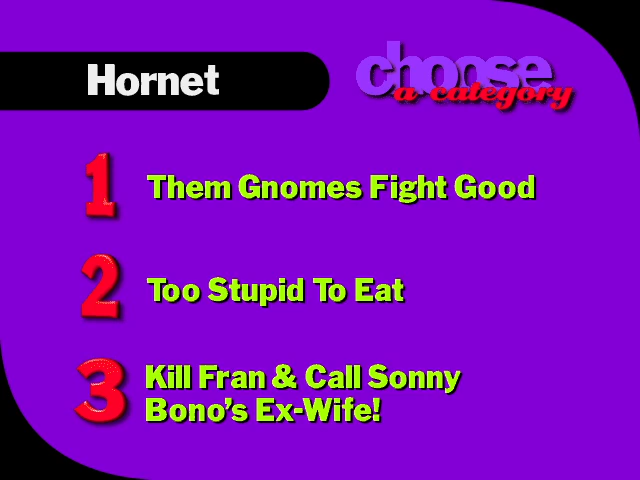 Hornet
choose
a category
1 Them Gnomes Fight Good
2 Too Stupid To Eat
3 Kill Fran & Call Sonny
Bono's Ex-Wife!